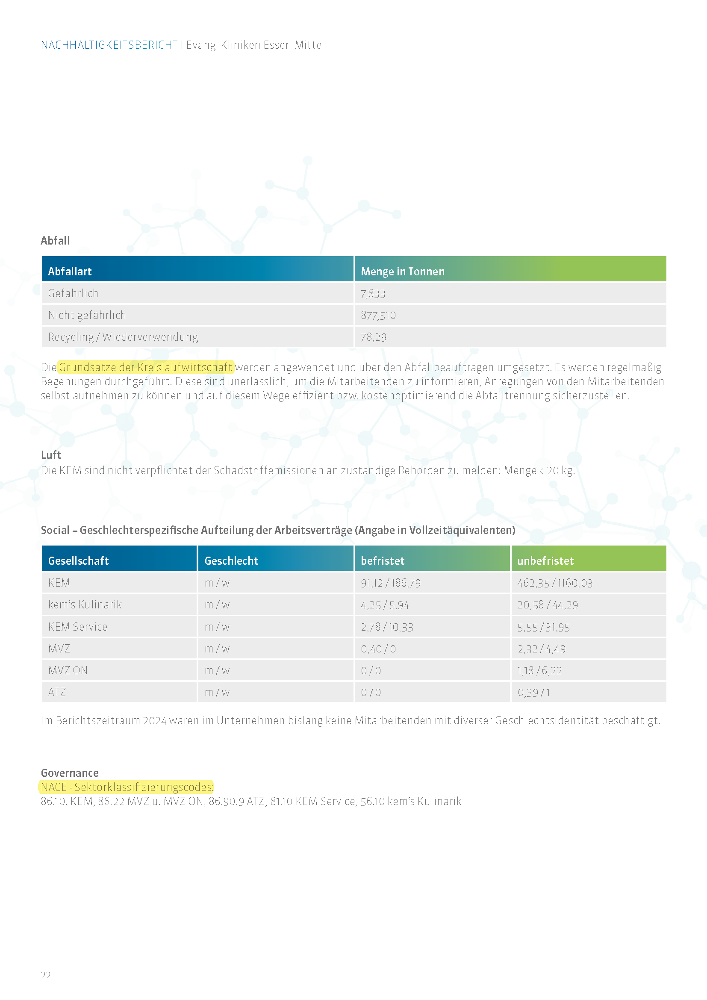 NACHHALTIGKEITSBERICHT | Evang. Kliniken Essen-Mitte
Abfall
Abfallart Menge in Tonnen
Gefährlich 7,833
Nicht gefährlich 877,510
Recycling / Wiederverwendung 78,29
Die Grundsätze der Kreislaufwirtschaft werden angewendet und über den Abfallbeauftragen umgesetzt. Es werden regelmäßig
Begehungen durchgeführt. Diese sind unerlässlich, um die Mitarbeitenden zu informieren, Anregungen von den Mitarbeitenden
selbst aufnehmen zu können und auf diesem Wege effizient bzw. kostenoptimierend die Abfalltrennung sicherzustellen.
Luft
Die KEM sind nicht verpflichtet der Schadstoffemissionen an zuständige Behörden zu melden: Menge < 20 kg.
Social – Geschlechterspezifische Aufteilung der Arbeitsverträge (Angabe in Vollzeitäquivalenten)
Gesellschaft Geschlecht befristet unbefristet
KEM m / w 91,12 / 186,79 462,35 / 1160,03
kem's Kulinarik m / w 4,25 / 5,94 20,58 / 44,29
KEM Service m / w 2,78 / 10,33 5,55 / 31,95
MVZ m / w 0,40 / 0 2,32 / 4,49
MVZ ON m / w 0 / 0 1,18 / 6,22
ATZ m / w 0 / 0 0,39 / 1
Im Berichtszeitraum 2024 waren im Unternehmen bislang keine Mitarbeitenden mit diverser Geschlechtsidentität beschäftigt.
Governance
NACE - Sektorklassifizierungscodes:
86.10. KEM, 86.22 MVZ u. MVZ ON, 86.90.9 ATZ, 81.10 KEM Service, 56.10 kem‘s Kulinarik
22